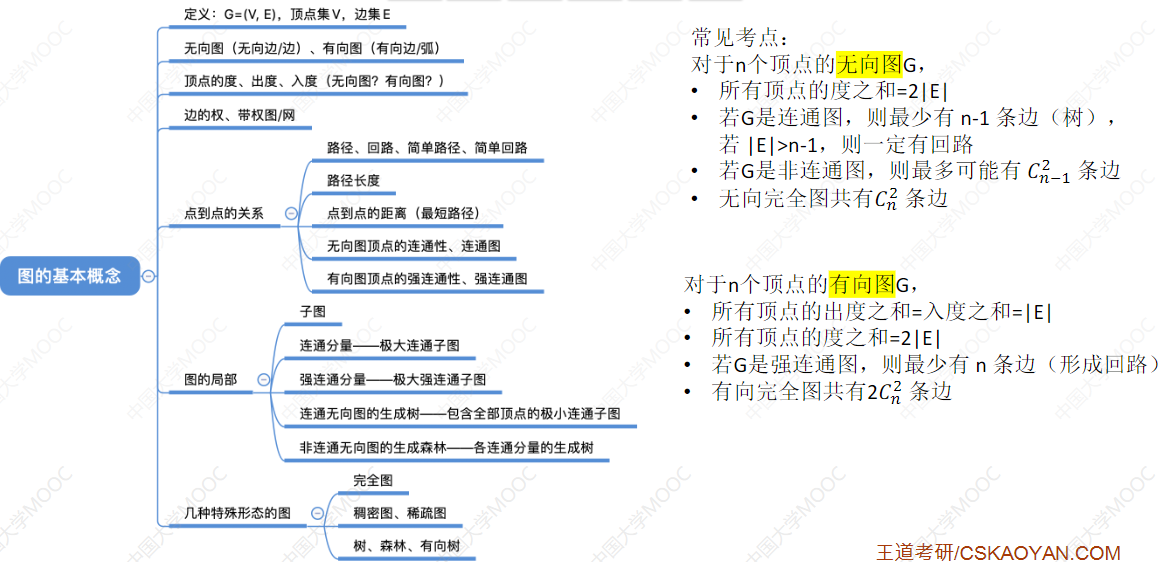 定义：G=(V, E)，顶点集 V，边集 E
无向图（无向边/边）、有向图（有向边/弧）
顶点的度、出度、入度（无向图？有向图？）
边的权、带权图/网
路径、回路、简单路径、简单回路
路径长度
点到点的关系
点到点的距离（最短路径）
无向图顶点的连通性、连通图
有向图顶点的强连通性、强连通图
图的基本概念
子图
连通分量——极大连通子图
图的局部
强连通分量——极大强连通子图
连通无向图的生成树——包含全部顶点的极小连通子图
非连通无向图的生成森林——各连通分量的生成树
完全图
几种特殊形态的图
稠密图、稀疏图
树、森林、有向树
常见考点：
对于n个顶点的无向图G，
• 所有顶点的度之和=2|E|
• 若G是连通图，则最少有 n-1 条边（树），
若 |E|>n-1，则一定有回路
• 若G是非连通图，则最多可能有 $C_{n-1}^{2}$ 条边
• 无向完全图共有$C_{n}^{2}$ 条边
对于n个顶点的有向图G，
• 所有顶点的出度之和=入度之和=|E|
• 所有顶点的度之和=2|E|
• 若G是强连通图，则最少有 n 条边（形成回路）
• 有向完全图共有2$C_{n}^{2}$ 条边
王道考研/CSKAOYAN.COM
中国大学MOOC